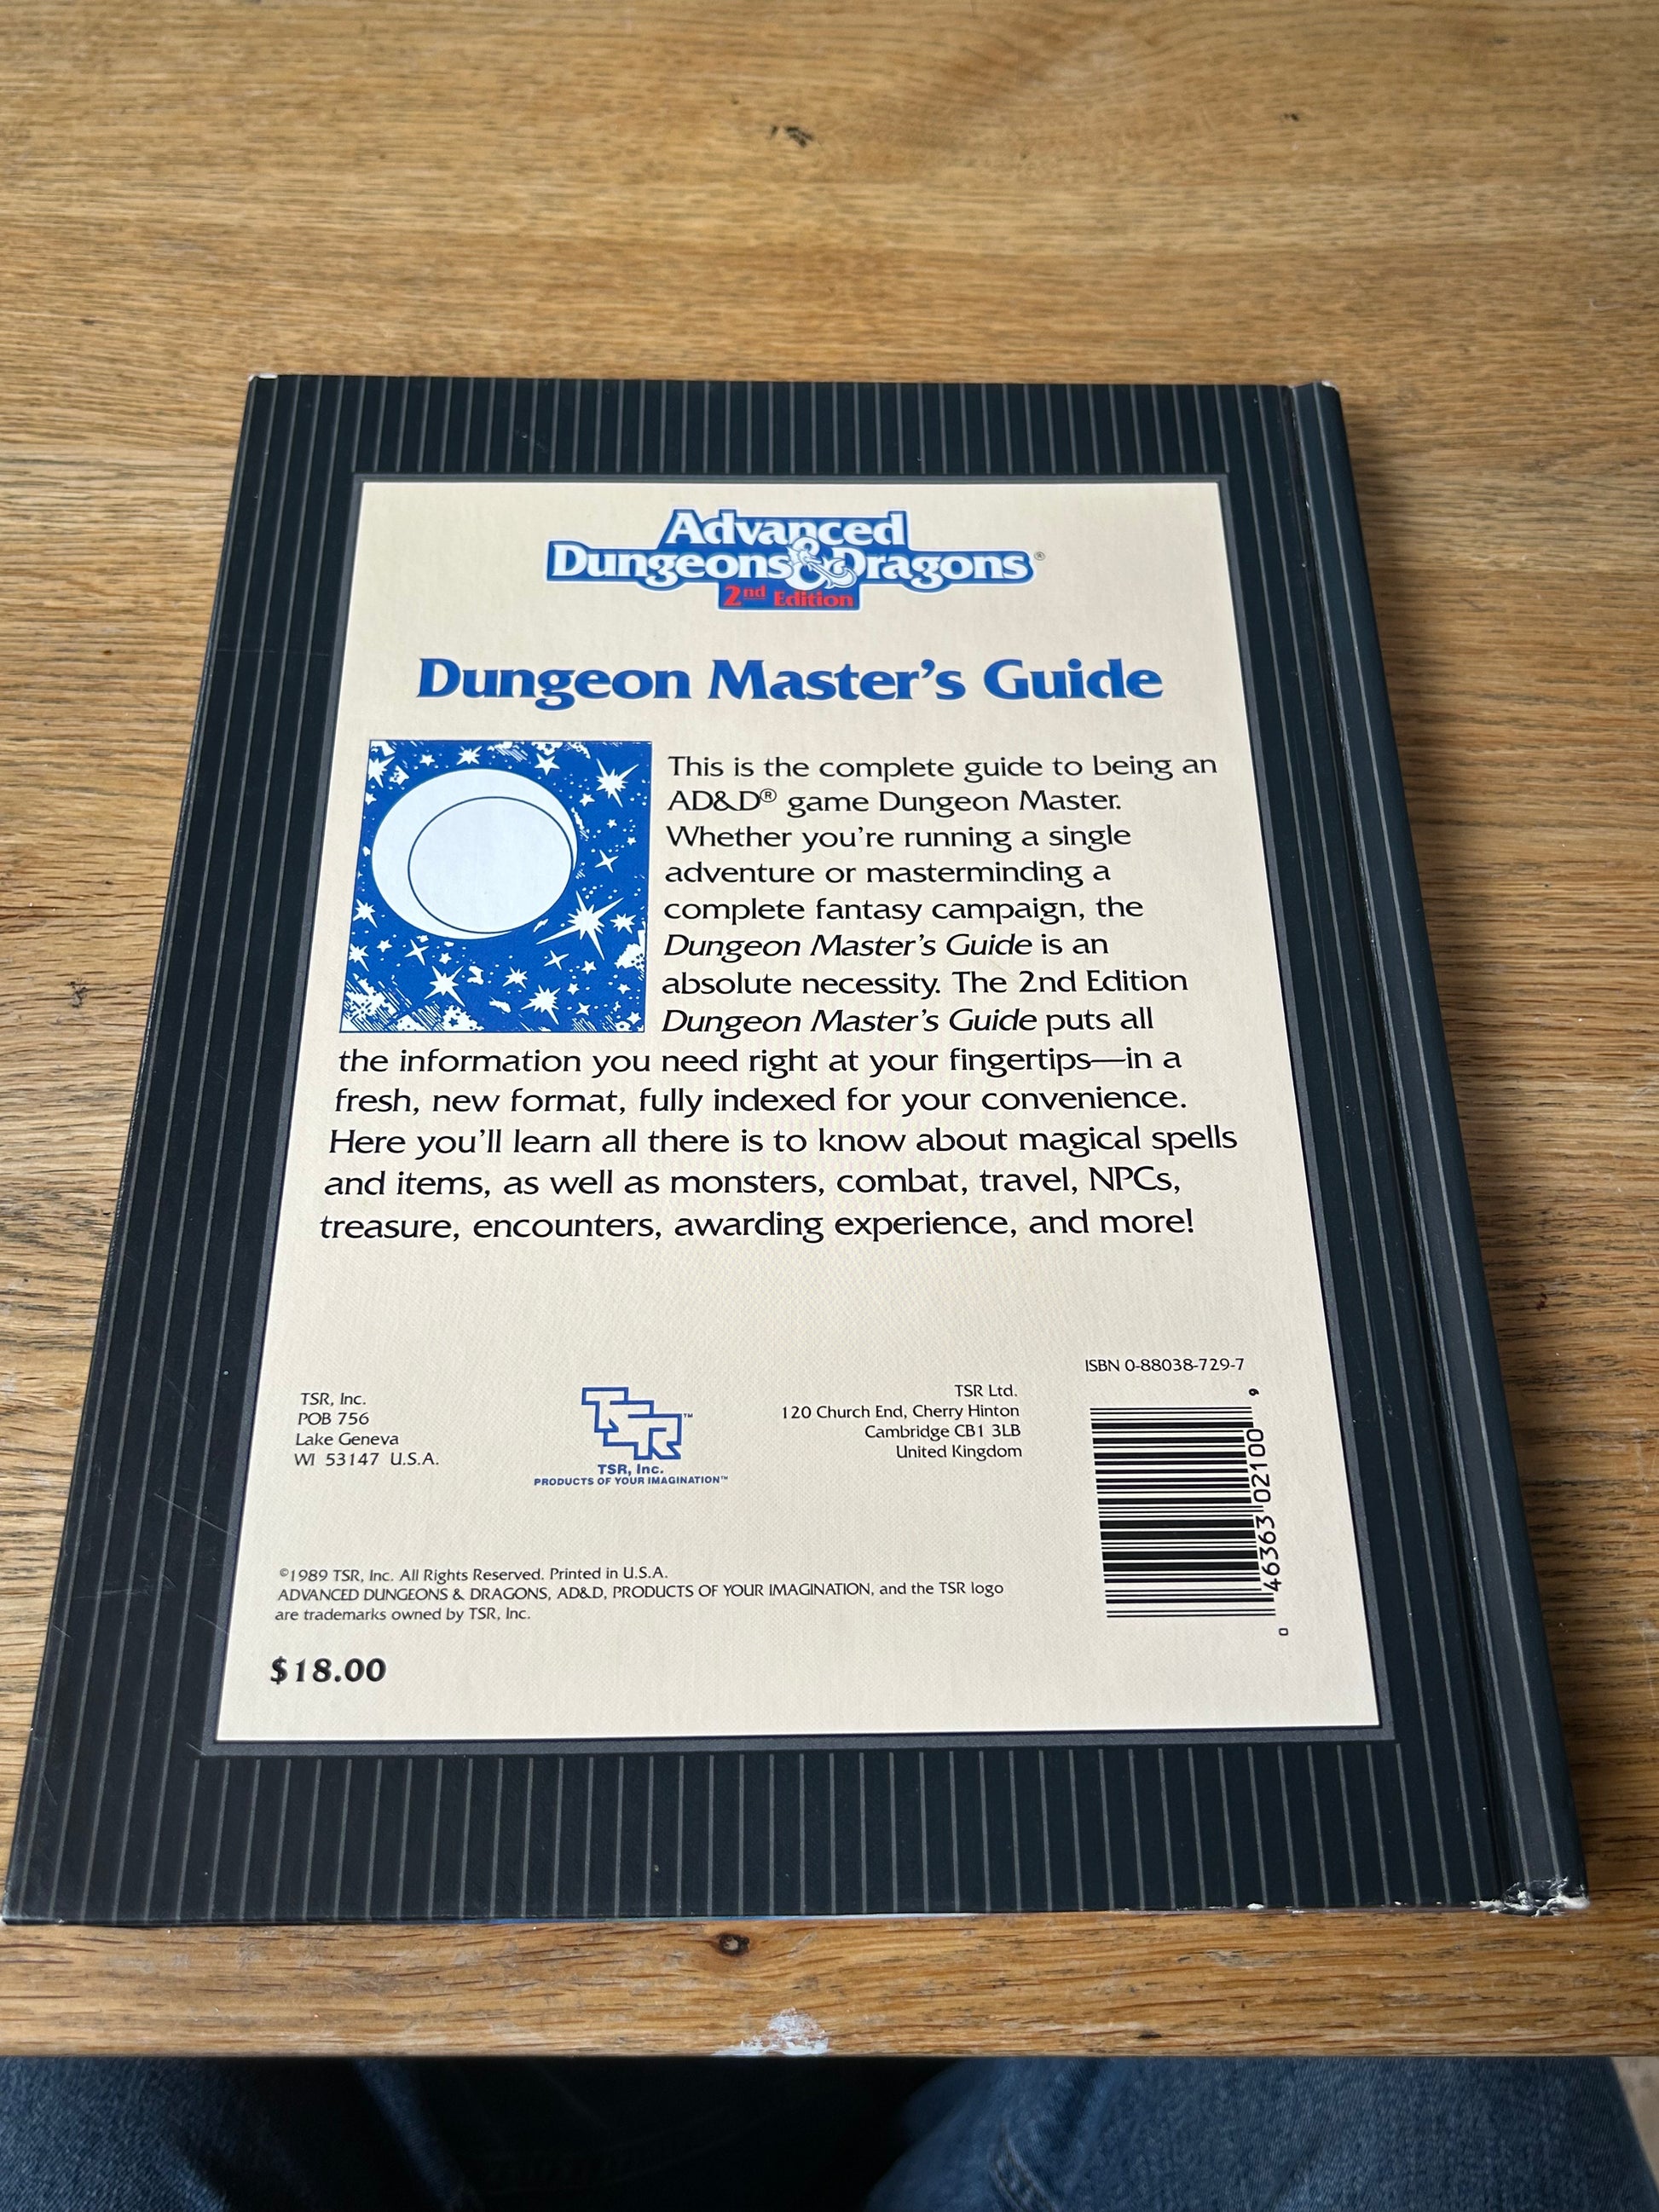 Advanced
Dungeons & Dragons®
2nd Edition
Dungeon Master's Guide
This is the complete guide to being an
AD&D® game Dungeon Master.
Whether you're running a single
adventure or masterminding a
complete fantasy campaign, the
Dungeon Master's Guide is an
absolute necessity. The 2nd Edition
Dungeon Master's Guide puts all
the information you need right at your fingertips—in a
fresh, new format, fully indexed for your convenience.
Here you'll learn all there is to know about magical spells
and items, as well as monsters, combat, travel, NPCs,
treasure, encounters, awarding experience, and more!
TSR, Inc.
POB 756
Lake Geneva
WI 53147 U.S.A.
TSR™
TSR, Inc.
PRODUCTS OF YOUR IMAGINATION™
TSR Ltd.
120 Church End, Cherry Hinton
Cambridge CB1 3LB
United Kingdom
ISBN 0-88038-729-7
0 46363 02100 9
©1989 TSR, Inc. All Rights Reserved. Printed in U.S.A.
ADVANCED DUNGEONS & DRAGONS, AD&D, PRODUCTS OF YOUR IMAGINATION, and the TSR logo
are trademarks owned by TSR, Inc.
$18.00